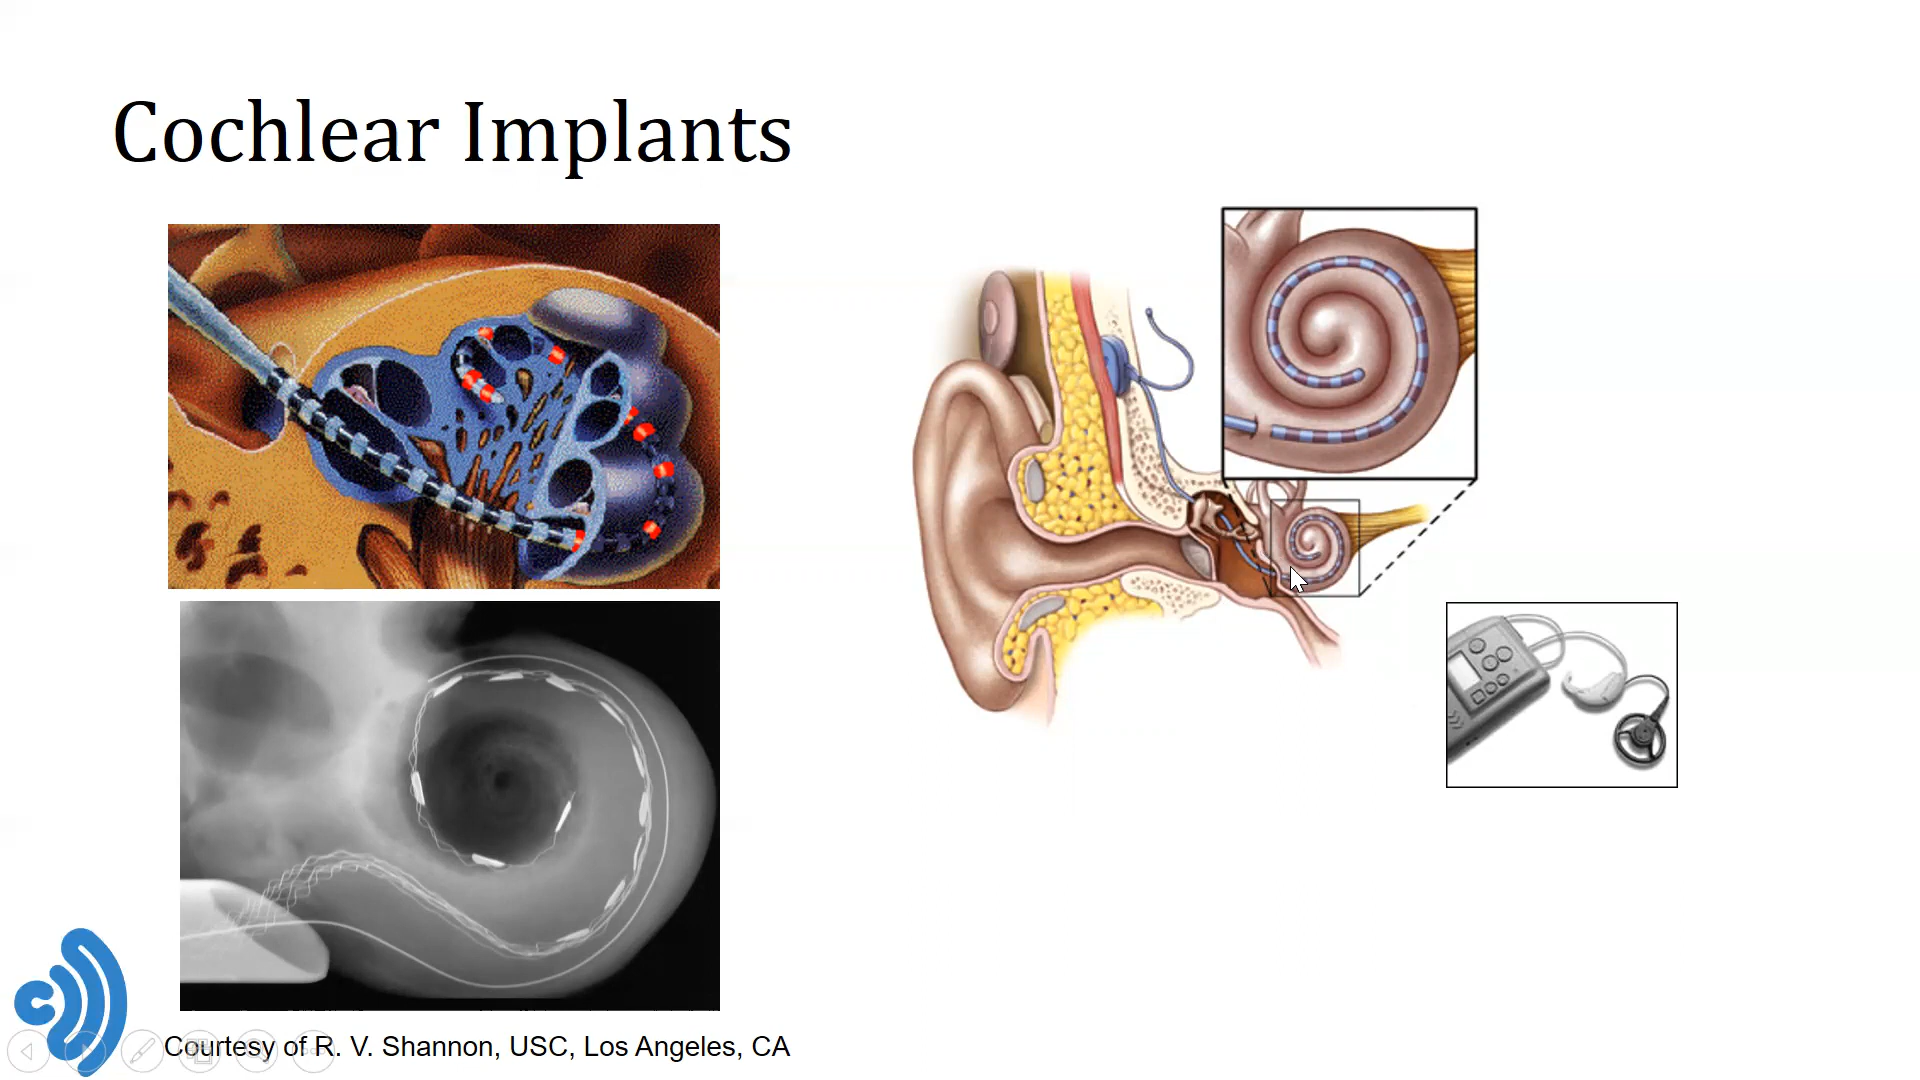 Cochlear Implants
Courtesy of R. V. Shannon, USC, Los Angeles, CA